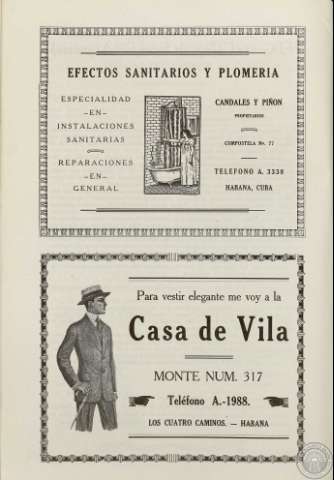 EFECTOS SANITARIOS Y PLOMERIA
ESPECIALIDAD
-EN-
INSTALACIONES
SANITARIAS
REPARACIONES
-EN-
GENERAL
CANDALES Y PIÑON
PROPIETARIOS
COMPOSTELA No. 77
TELEFONO A. 3338
HABANA, CUBA
Para vestir elegante me voy a la
Casa de Vila
MONTE NUM. 317
Teléfono A.-1988.
LOS CUATRO CAMINOS. — HABANA